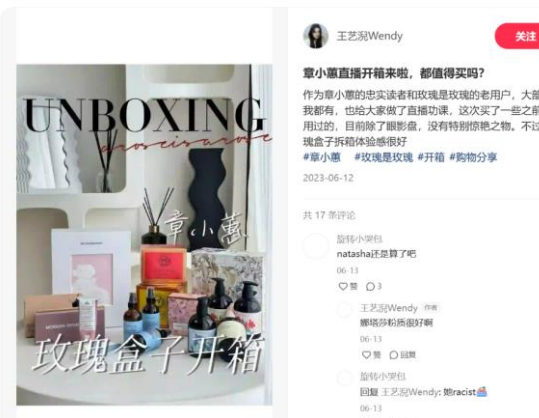 UNBOXING
aroseisarose
章小蕙
玫瑰盒子开箱
王艺涴Wendy
关注
章小蕙直播开箱来啦，都值得买吗？
作为章小蕙的忠实读者和玫瑰是玫瑰的老用户，大部
我都有，也给大家做了直播功课，这次买了一些之前
用过的，目前除了眼影盘，没有特别惊艳之物。不过
瑰盒子拆箱体验感很好
#章小蕙 #玫瑰是玫瑰 #开箱 #购物分享
2023-06-12
共 17 条评论
旋转小哭包
natasha还是算了吧
06-13
赞 3
王艺涴Wendy 作者
娜塔莎粉质很好啊
06-13
赞 回复
旋转小哭包
回复 王艺涴Wendy: 她racist
06-13